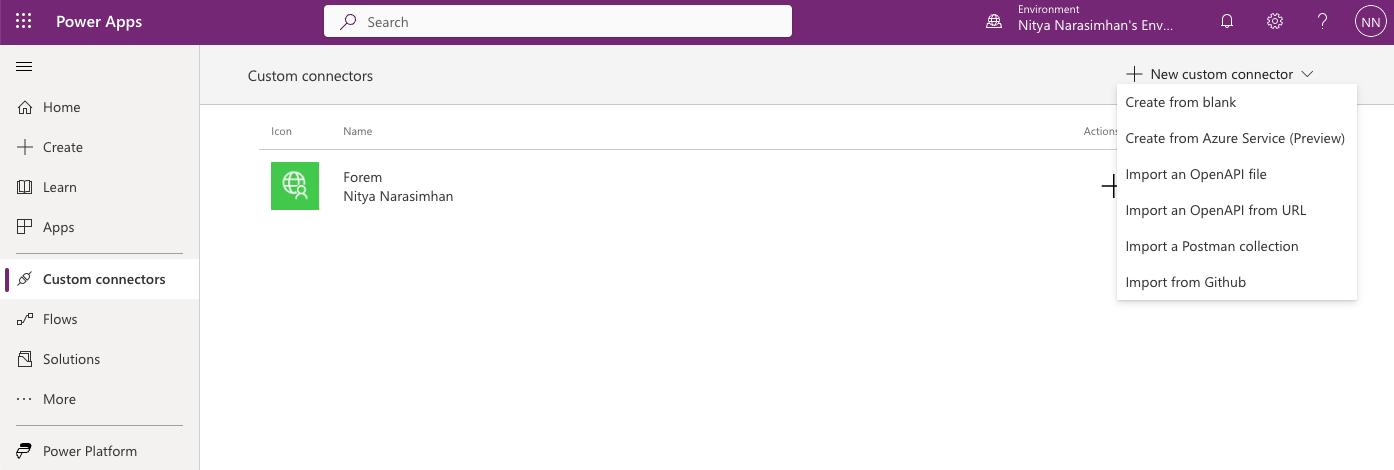 Power Apps
Search
Environment
Nitya Narasimhan's Env...
NN
Home
Create
Learn
Apps
Custom connectors
Flows
Solutions
More
Power Platform
Custom connectors
New custom connector
Create from blank
Create from Azure Service (Preview)
Import an OpenAPI file
Import an OpenAPI from URL
Import a Postman collection
Import from Github
Icon
Name
Actions
Forem
Nitya Narasimhan